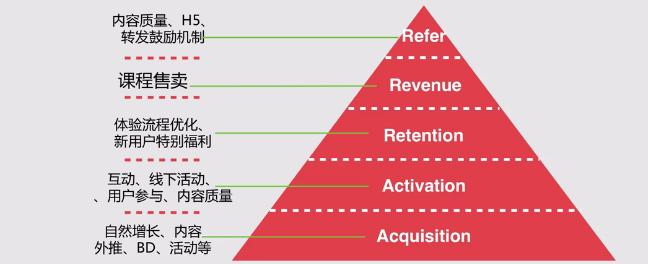 内容质量、H5、
转发鼓励机制
Refer
课程售卖
Revenue
体验流程优化、
新用户特别福利
Retention
互动、线下活动、
、用户参与、内容质量
Activation
自然增长、内容
外推、BD、活动等
Acquisition